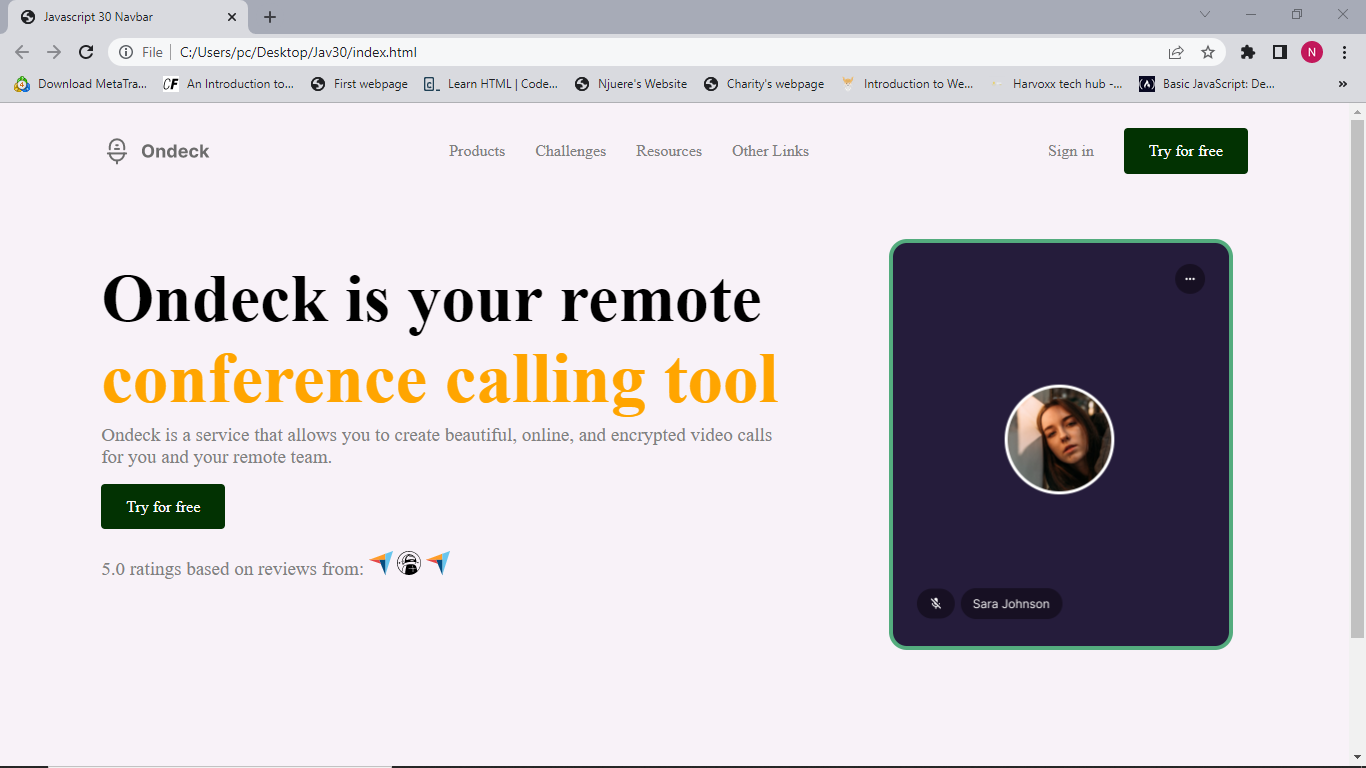 Javascript 30 Navbar
File
C:/Users/pc/Desktop/Jav30/index.html
N
Download MetaTra...
CF
An Introduction to...
First webpage
Learn HTML | Code...
Njuere's Website
Charity's webpage
Introduction to We...
Harvoxx tech hub -...
Basic JavaScript: De...
»
Ondeck
Products
Challenges
Resources
Other Links
Sign in
Try for free
Ondeck is your remote
conference calling tool
Ondeck is a service that allows you to create beautiful, online, and encrypted video calls
for you and your remote team.
Try for free
5.0 ratings based on reviews from:
Sara Johnson